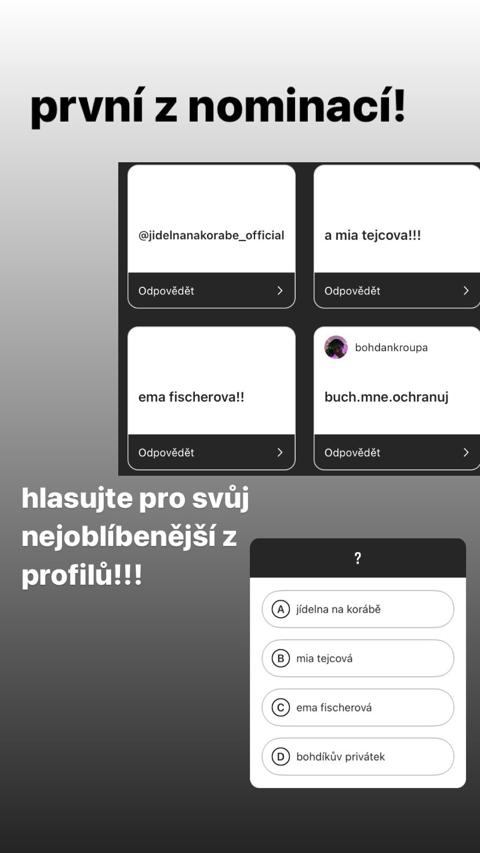 první z nominací!
@jidelnanakorabe_official
a mia tejcova!!!
Odpovědět
Odpovědět
bohdankroupa
ema fischerova!!
buch.mne.ochranuj
Odpovědět
Odpovědět
hlasujte pro svůj
nejoblíbenější z
profilů!!!
?
A jídelna na korábě
B mia tejcová
C ema fischerová
D bohdíkův privátek